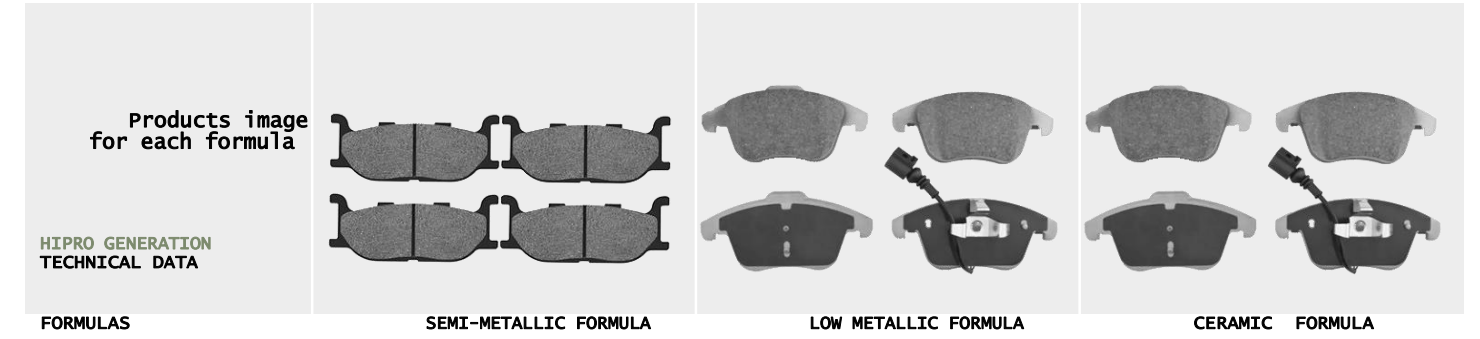 Products image
for each formula
HIPRO GENERATION
TECHNICAL DATA
FORMULAS
SEMI-METALLIC FORMULA
LOW METALLIC FORMULA
CERAMIC FORMULA